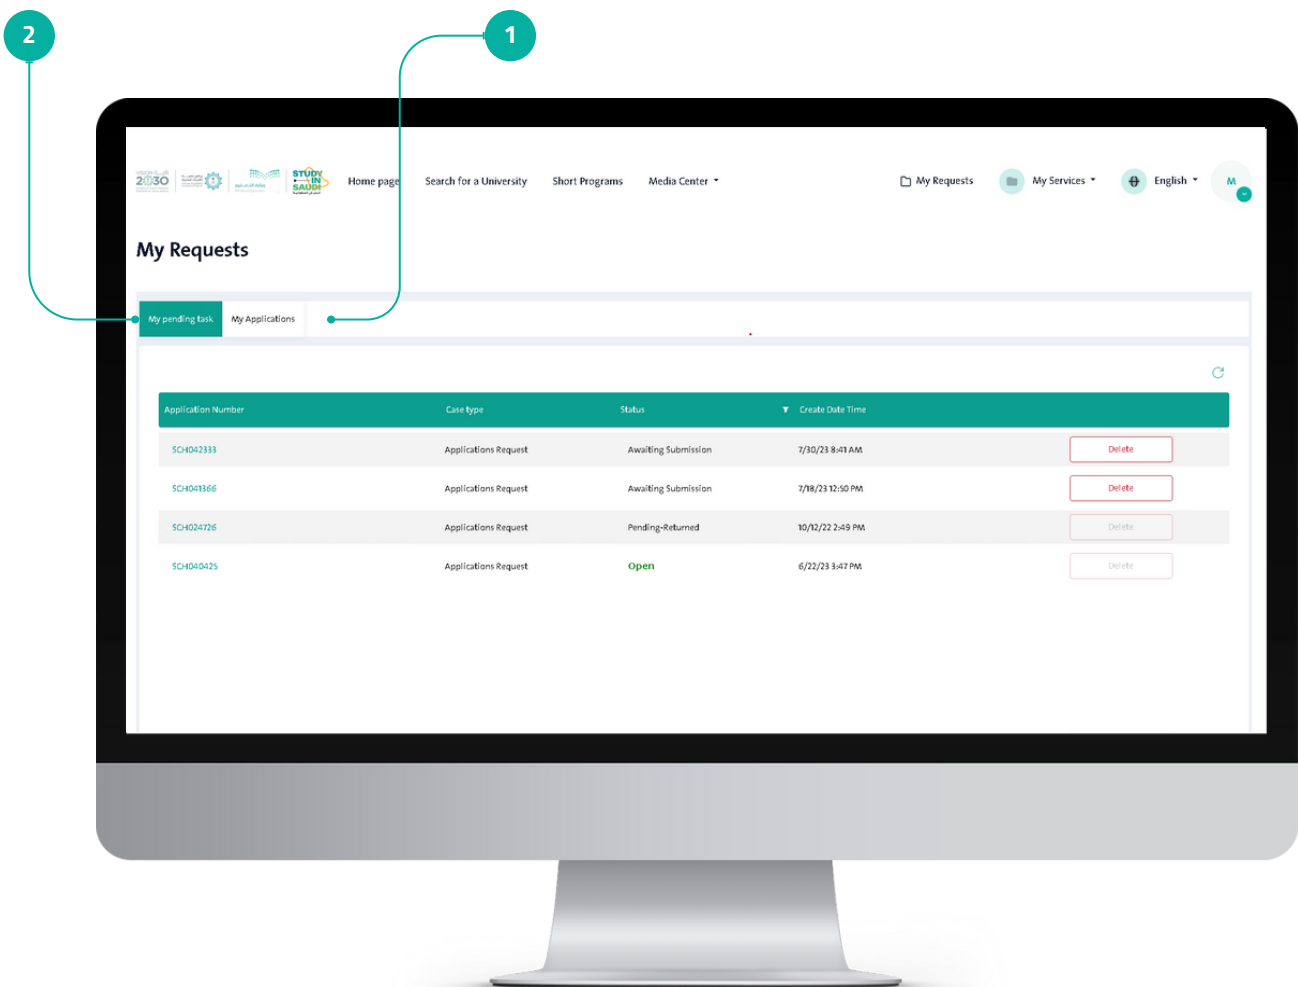 2
1
2030
STUDY
IN
SAUDI
Home page
Search for a University
Short Programs
Media Center
My Requests
My Services
English
M
My Requests
My pending task
My Applications
Application Number
Case type
Status
Create Date Time
SCH042333
Applications Request
Awaiting Submission
7/30/23 8:41 AM
Delete
SCH041366
Applications Request
Awaiting Submission
7/18/23 12:50 PM
Delete
SCH024726
Applications Request
Pending-Returned
10/12/22 2:49 PM
Delete
SCH040425
Applications Request
Open
6/22/23 3:47 PM
Delete